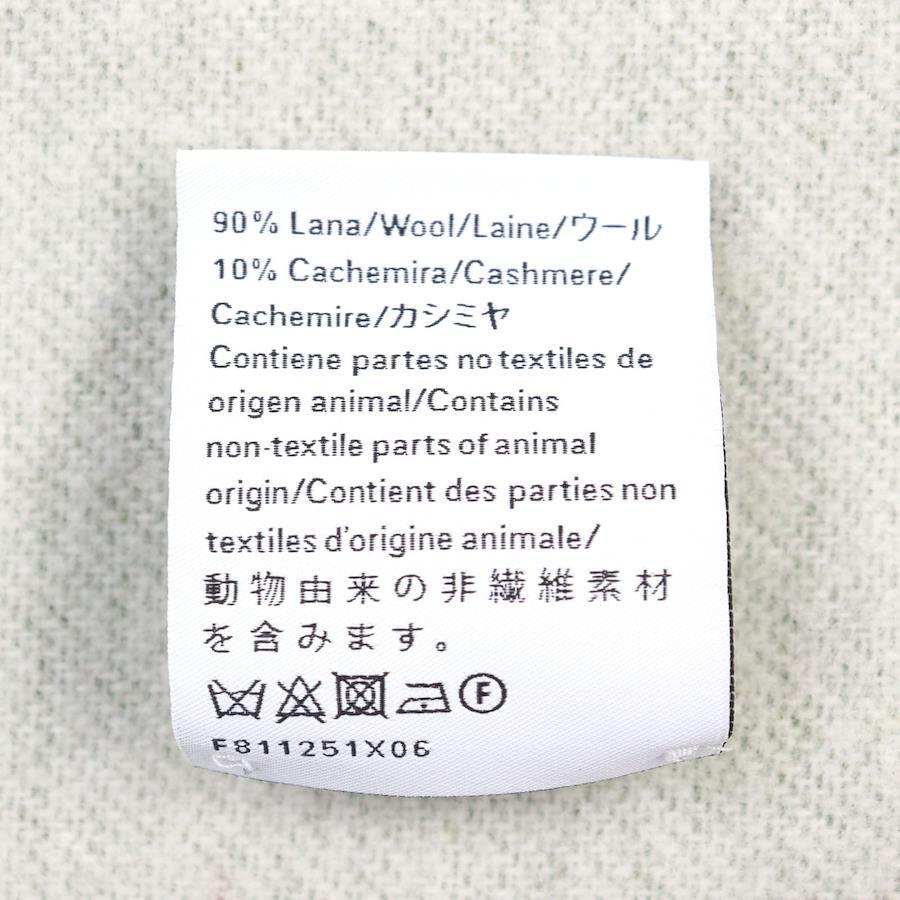 90% Lana/Wool/Laine/ウール
10% Cachemira/Cashmere/
Cachemire/カシミヤ
Contiene partes no textiles de
origen animal/Contains
non-textile parts of animal
origin/Contient des parties non
textiles d'origine animale/
動物由来の非繊維素材
を含みます。
F
F811251X06